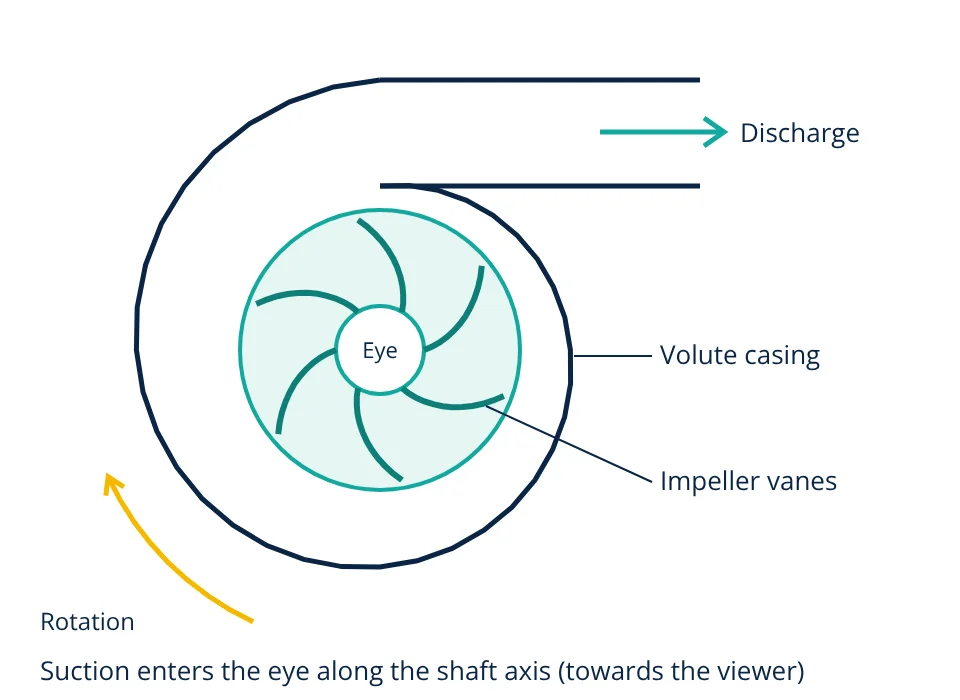 Discharge
Eye
Volute casing
Impeller vanes
Rotation
Suction enters the eye along the shaft axis (towards the viewer)